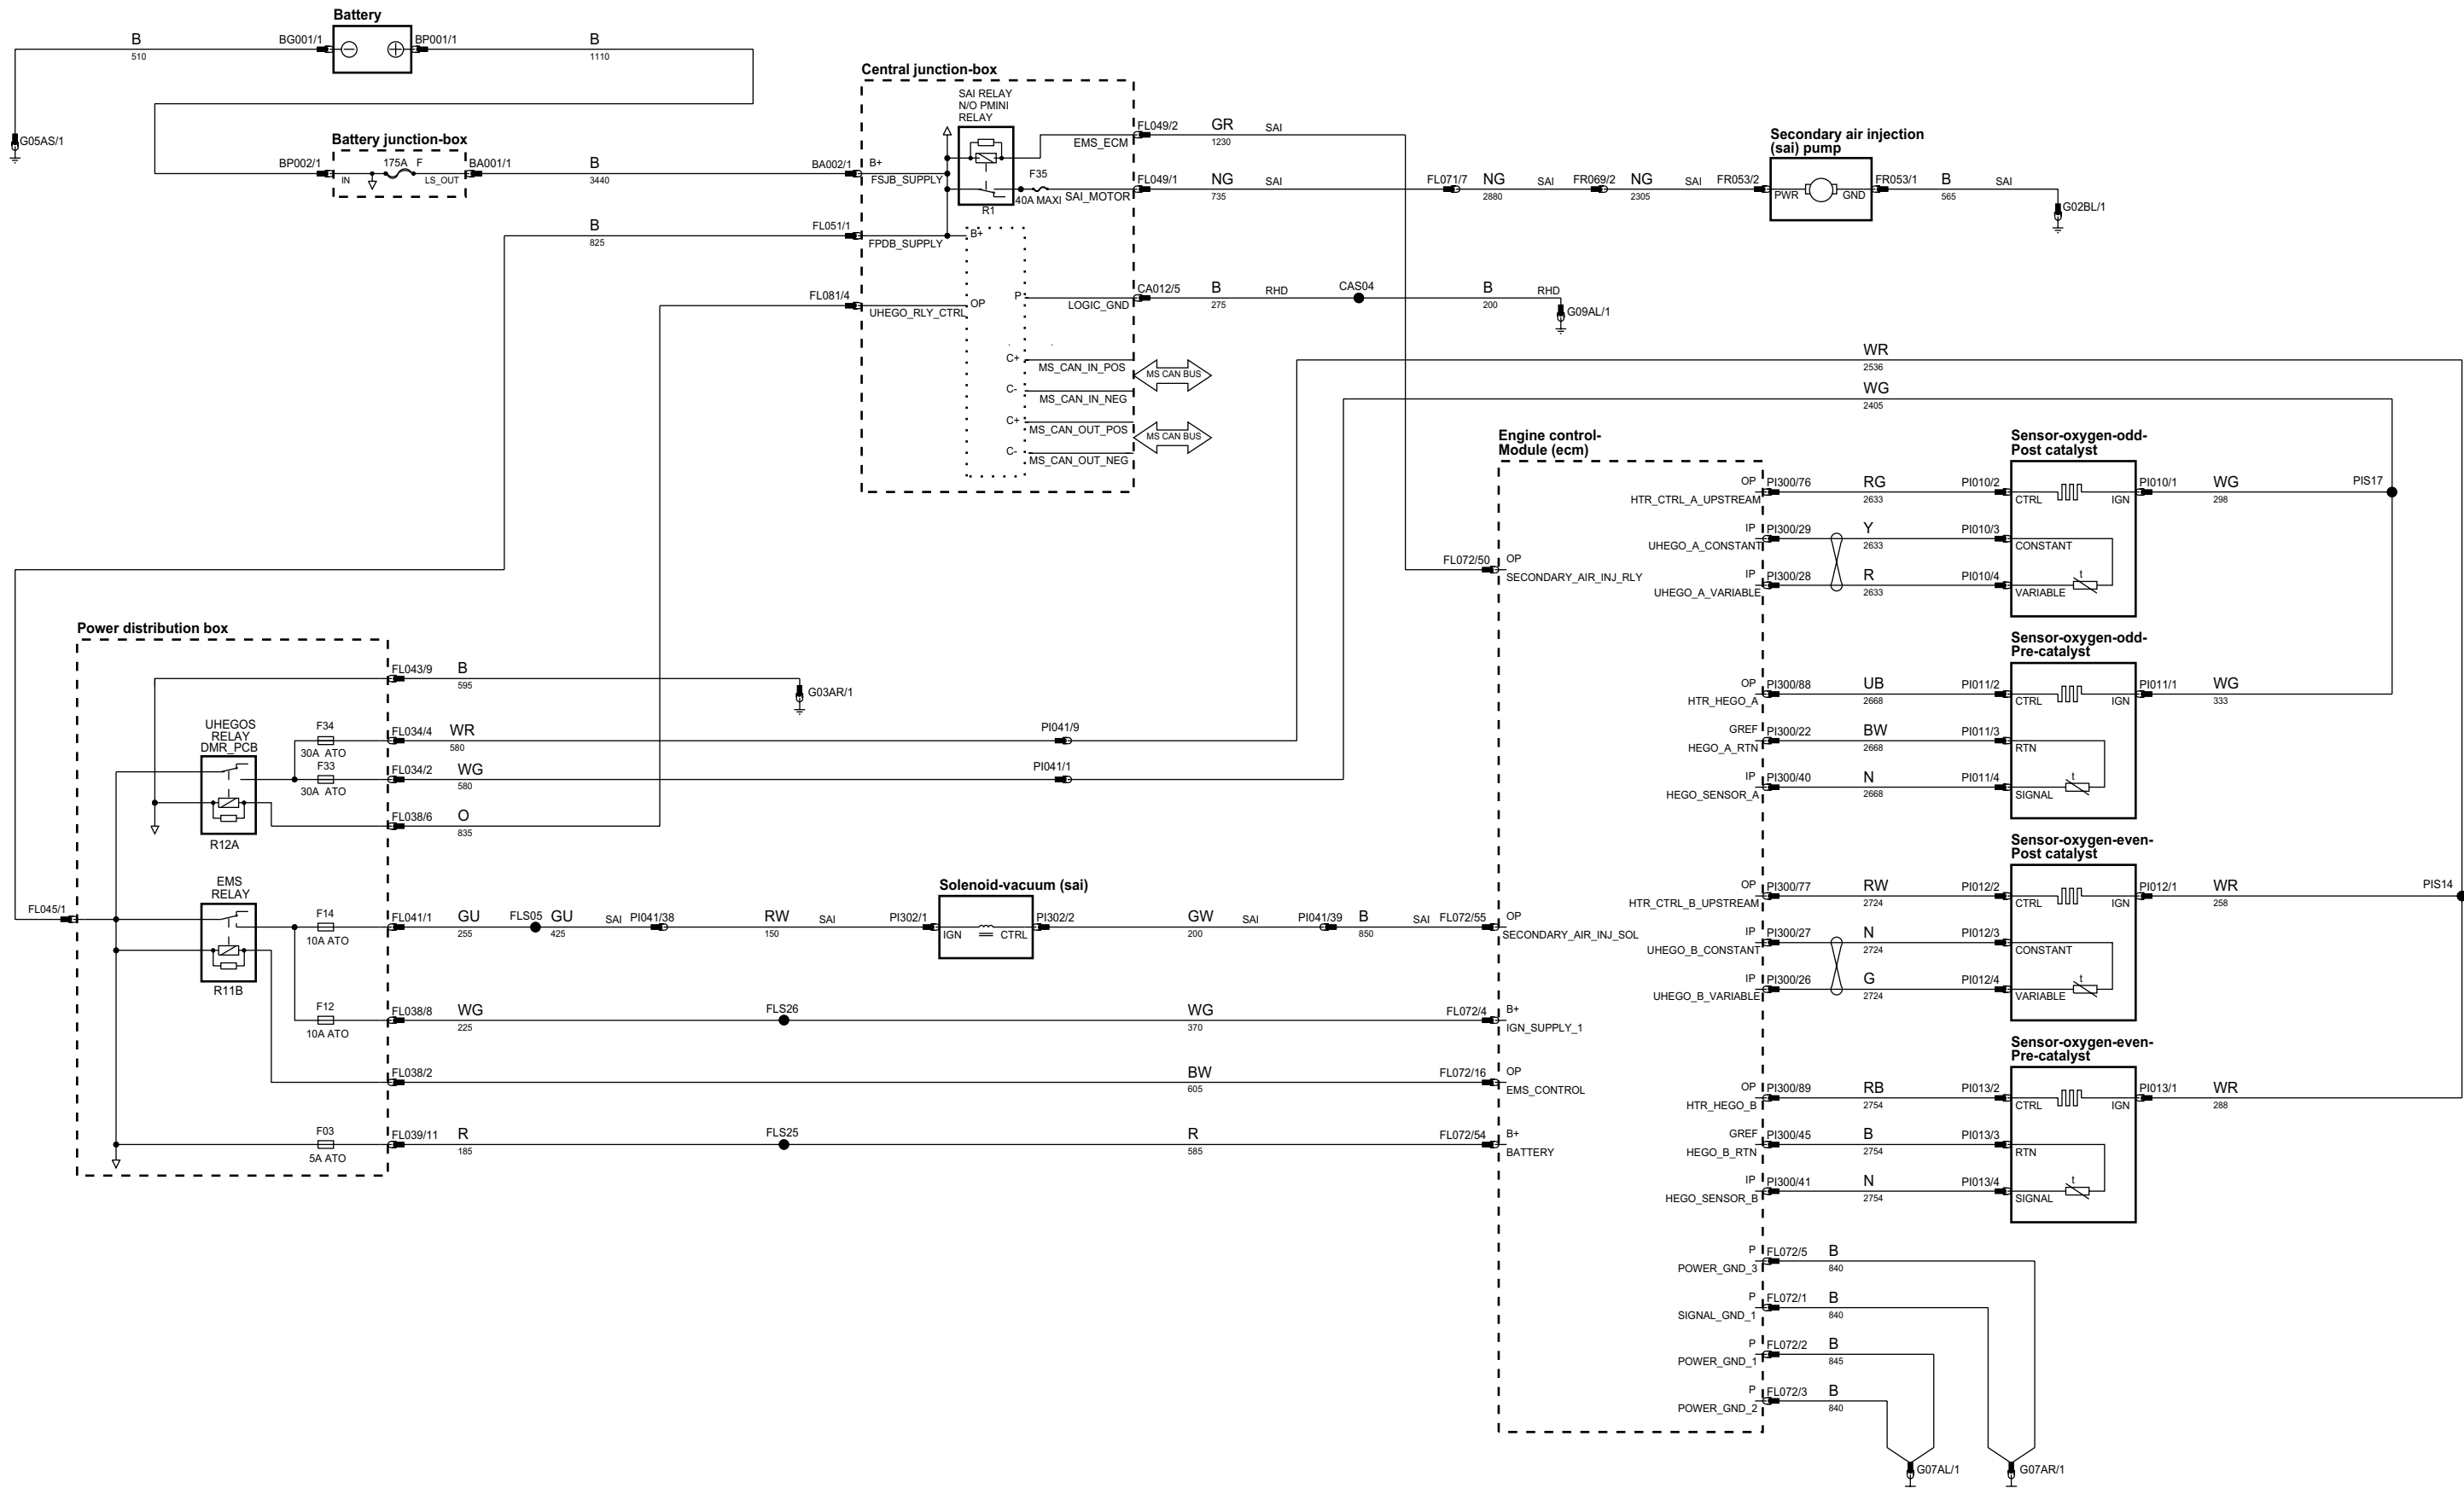 Battery
B
510
BG001/1
BP001/1
B
1110
G05AS/1
Battery junction-box
BP002/1
175A F
IN
LS_OUT
BA001/1
B
3440
Central junction-box
SAI RELAY
N/O PMINI
RELAY
BA002/1
B+
FSJB_SUPPLY
F35
40A MAXI
R1
EMS_ECM
FL049/2
GR
1230
SAI
SAI_MOTOR
FL049/1
NG
735
SAI
FL071/7
NG
2880
SAI
FR069/2
NG
2305
SAI
FR053/2
Secondary air injection
(sai) pump
PWR
GND
FR053/1
B
565
SAI
G02BL/1
B
825
FL051/1
FPDB_SUPPLY
B+
FL081/4
UHEGO_RLY_CTRL
OP
P
LOGIC_GND
CA012/5
B
275
RHD
CAS04
B
200
RHD
G09AL/1
C+
MS_CAN_IN_POS
C-
MS_CAN_IN_NEG
MS CAN BUS
C+
MS_CAN_OUT_POS
C-
MS_CAN_OUT_NEG
MS CAN BUS
WR
2536
WG
2405
Engine control-
Module (ecm)
FL072/50
OP
SECONDARY_AIR_INJ_RLY
OP
HTR_CTRL_A_UPSTREAM
PI300/76
RG
2633
PI010/2
IP
UHEGO_A_CONSTANT
PI300/29
Y
2633
PI010/3
IP
UHEGO_A_VARIABLE
PI300/28
R
2633
PI010/4
Sensor-oxygen-odd-
Post catalyst
CTRL
IGN
CONSTANT
t
VARIABLE
PI010/1
WG
298
PIS17
OP
HTR_HEGO_A
PI300/88
UB
2668
PI011/2
GREF
HEGO_A_RTN
PI300/22
BW
2668
PI011/3
IP
HEGO_SENSOR_A
PI300/40
N
2668
PI011/4
Sensor-oxygen-odd-
Pre-catalyst
CTRL
IGN
RTN
t
SIGNAL
PI011/1
WG
333
Power distribution box
FL043/9
B
595
G03AR/1
UHEGOS
RELAY
DMR_PCB
R12A
F34
30A ATO
FL034/4
WR
580
PI041/9
F33
30A ATO
FL034/2
WG
580
PI041/1
FL038/6
O
835
FL045/1
EMS
RELAY
R11B
F14
10A ATO
FL041/1
GU
255
FLS05
GU
425
SAI
PI041/38
RW
150
SAI
PI302/1
Solenoid-vacuum (sai)
IGN
CTRL
PI302/2
GW
200
SAI
PI041/39
B
850
SAI
FL072/55
OP
SECONDARY_AIR_INJ_SOL
F12
10A ATO
FL038/8
WG
225
FLS26
WG
370
FL072/4
B+
IGN_SUPPLY_1
FL038/2
BW
605
FL072/16
OP
EMS_CONTROL
F03
5A ATO
FL039/11
R
185
FLS25
R
585
FL072/54
B+
BATTERY
OP
HTR_CTRL_B_UPSTREAM
PI300/77
RW
2724
PI012/2
IP
UHEGO_B_CONSTANT
PI300/27
N
2724
PI012/3
IP
UHEGO_B_VARIABLE
PI300/26
G
2724
PI012/4
Sensor-oxygen-even-
Post catalyst
CTRL
IGN
CONSTANT
t
VARIABLE
PI012/1
WR
258
PIS14
OP
HTR_HEGO_B
PI300/89
RB
2754
PI013/2
GREF
HEGO_B_RTN
PI300/45
B
2754
PI013/3
IP
HEGO_SENSOR_B
PI300/41
N
2754
PI013/4
Sensor-oxygen-even-
Pre-catalyst
CTRL
IGN
RTN
t
SIGNAL
PI013/1
WR
288
P
POWER_GND_3
FL072/5
B
840
P
SIGNAL_GND_1
FL072/1
B
840
P
POWER_GND_1
FL072/2
B
845
P
POWER_GND_2
FL072/3
B
840
G07AL/1
G07AR/1